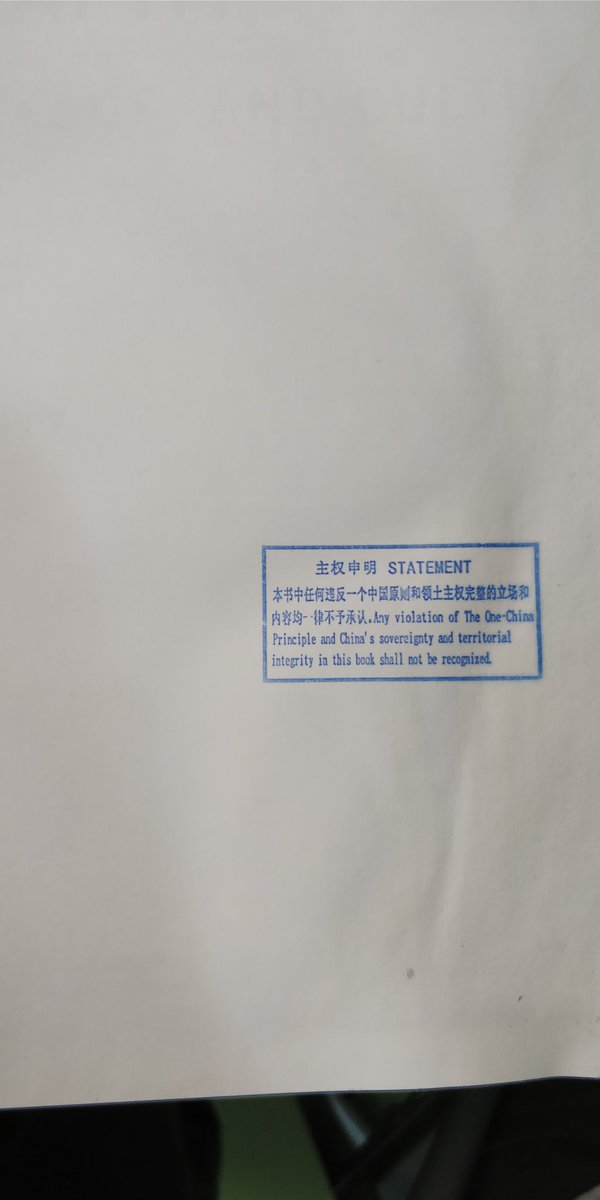 主权申明 STATEMENT
本书中任何违反一个中国原则和领土主权完整的立场和
内容均一律不予承认。Any violation of The One-China
Principle and China's sovereignty and territorial
integrity in this book shall not be recognized.